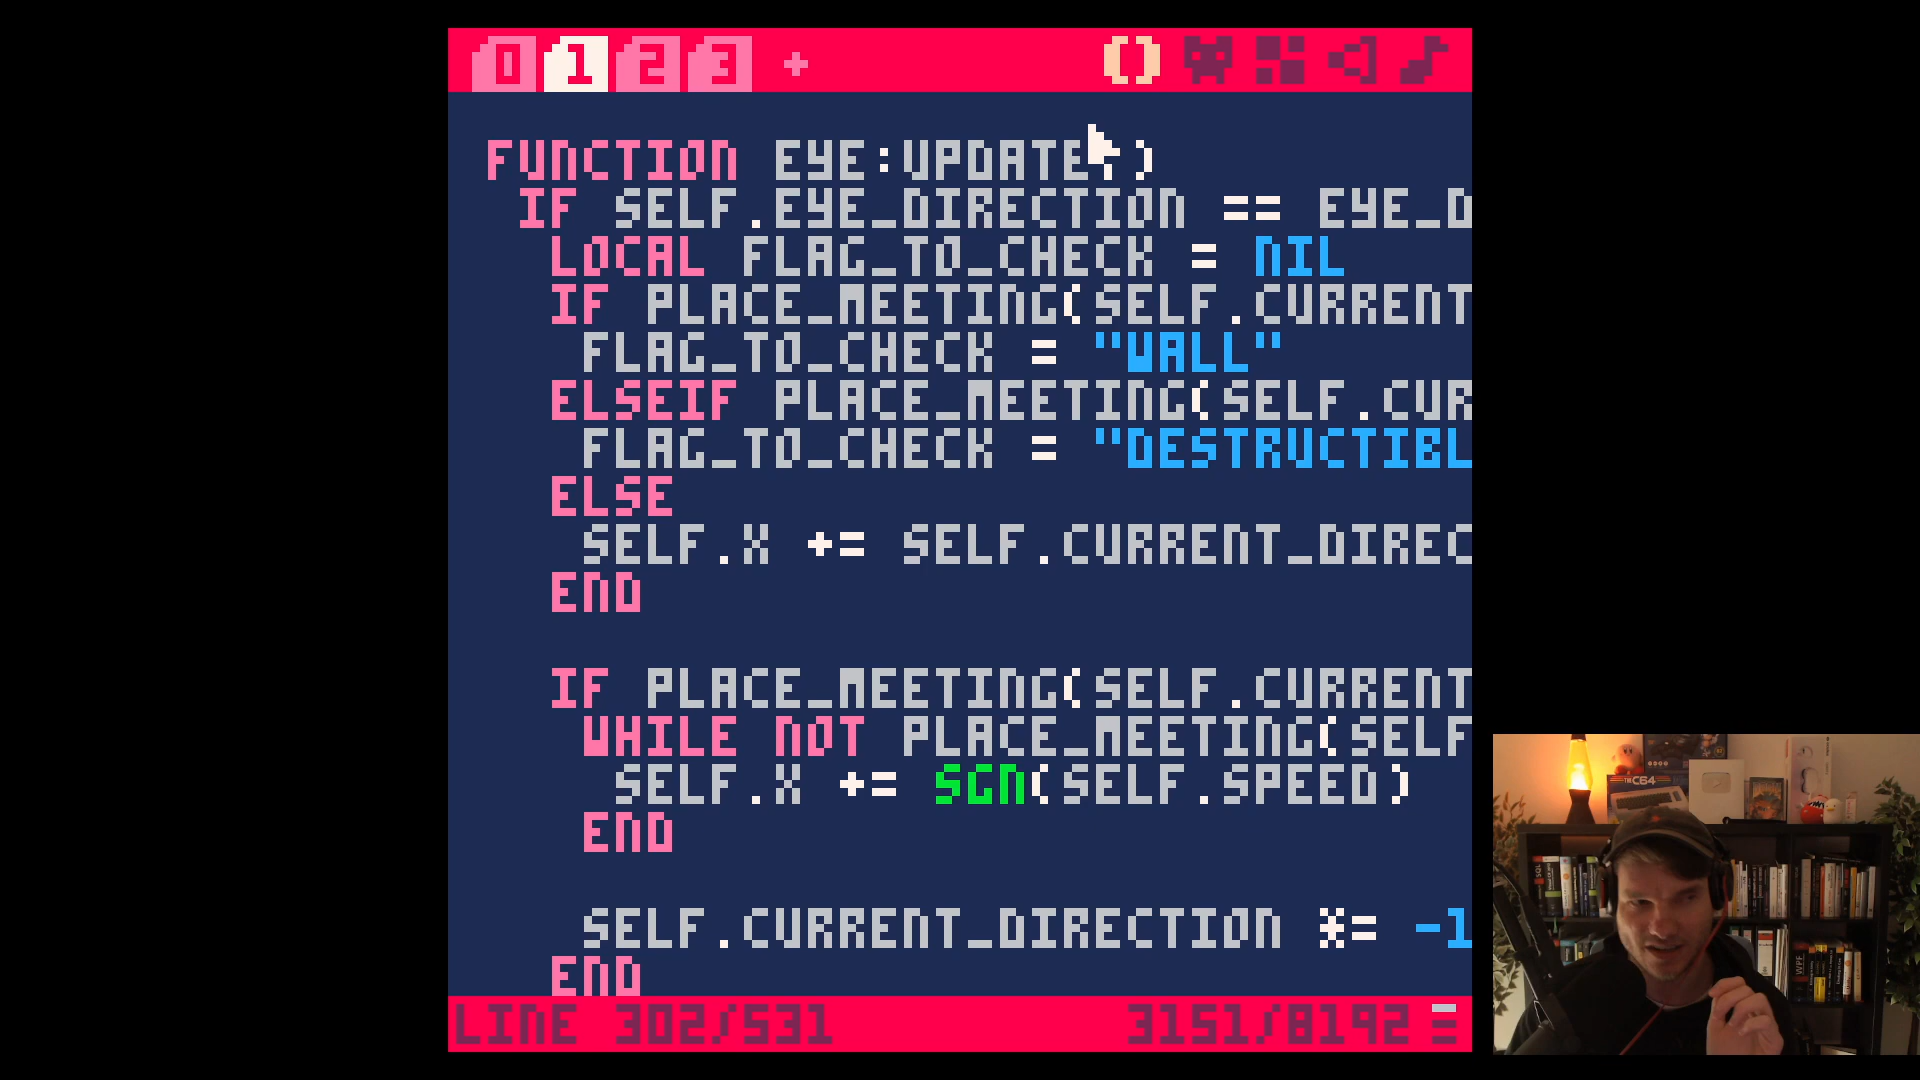 0 1 2 3 +
FUNCTION EYE:UPDATE()
IF SELF.EYE_DIRECTION == EYE_D
LOCAL FLAG_TO_CHECK = NIL
IF PLACE_MEETING(SELF.CURRENT
FLAG_TO_CHECK = "WALL"
ELSEIF PLACE_MEETING(SELF.CUR
FLAG_TO_CHECK = "DESTRUCTIBL
ELSE
SELF.X += SELF.CURRENT_DIREC
END
IF PLACE_MEETING(SELF.CURRENT
WHILE NOT PLACE_MEETING(SELF
SELF.X += SGN(SELF.SPEED)
END
SELF.CURRENT_DIRECTION *= -1
END
LINE 302/531
3151/8192
THEC64
WPF